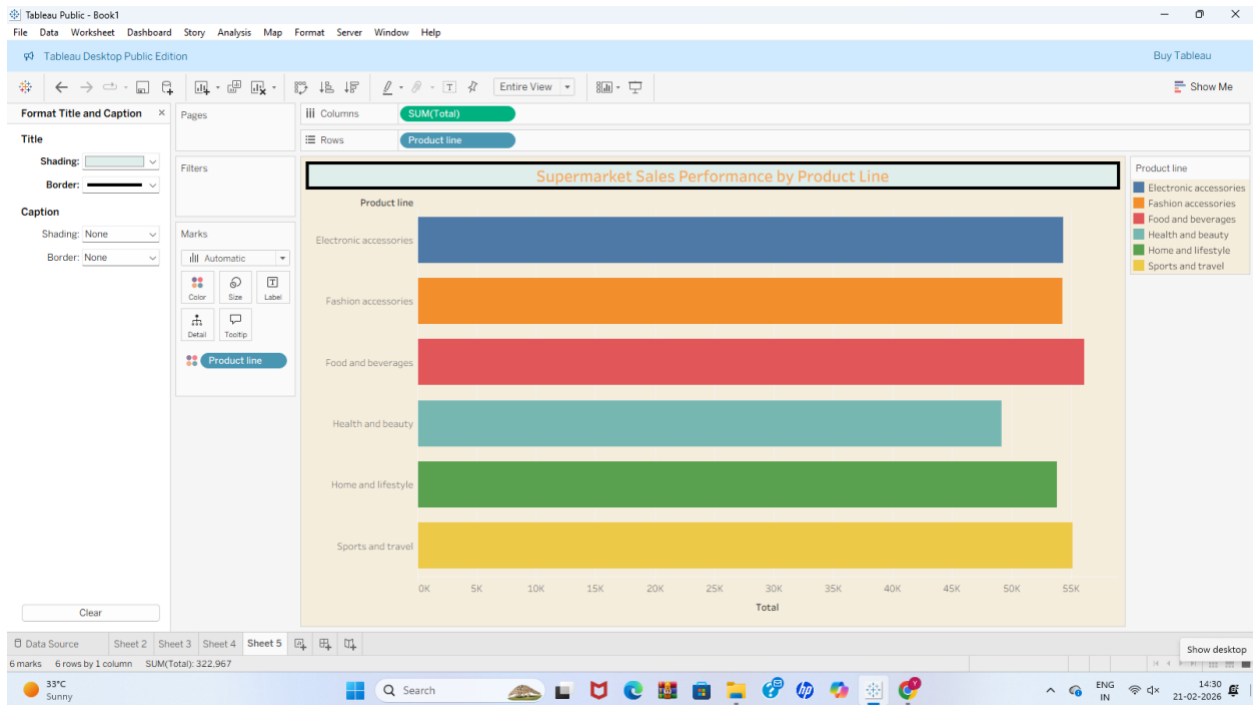 Tableau Public - Book1
File Data Worksheet Dashboard Story Analysis Map Format Server Window Help
Tableau Desktop Public Edition
Buy Tableau
Entire View
Show Me
Format Title and Caption
Title
Shading:
Border:
Caption
Shading: None
Border: None
Clear
Pages
Filters
Marks
Automatic
Color Size Label
Detail Tooltip
Product line
Columns SUM(Total)
Rows Product line
Supermarket Sales Performance by Product Line
Product line
Electronic accessories
Fashion accessories
Food and beverages
Health and beauty
Home and lifestyle
Sports and travel
0K 5K 10K 15K 20K 25K 30K 35K 40K 45K 50K 55K
Total
Product line
Electronic accessories
Fashion accessories
Food and beverages
Health and beauty
Home and lifestyle
Sports and travel
Data Source Sheet 2 Sheet 3 Sheet 4 Sheet 5
Show desktop
6 marks 6 rows by 1 column SUM(Total): 322,967
33°C
Sunny
Search
ENG
IN
14:30
21-02-2026